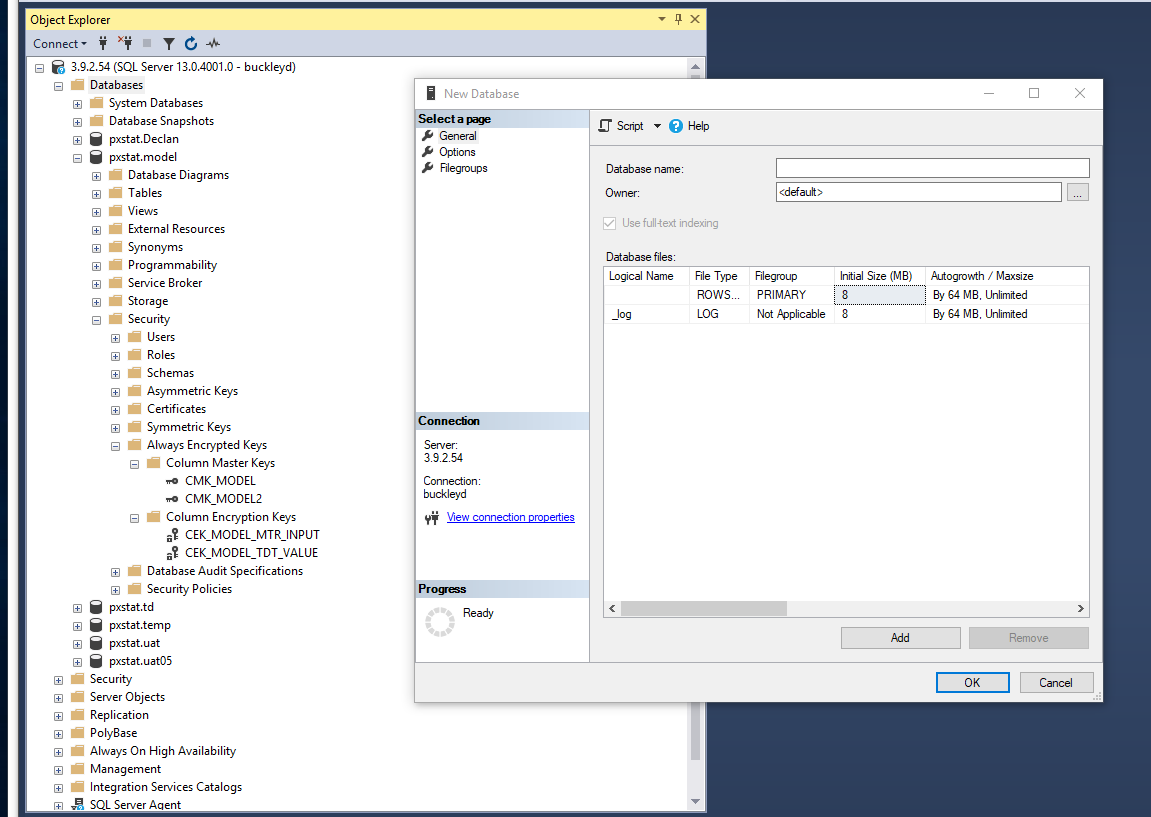 Object Explorer
Connect
3.9.2.54 (SQL Server 13.0.4001.0 - buckleyd)
Databases
System Databases
Database Snapshots
pxstat.Declan
pxstat.model
Database Diagrams
Tables
Views
External Resources
Synonyms
Programmability
Service Broker
Storage
Security
Users
Roles
Schemas
Asymmetric Keys
Certificates
Symmetric Keys
Always Encrypted Keys
Column Master Keys
CMK_MODEL
CMK_MODEL2
Column Encryption Keys
CEK_MODEL_MTR_INPUT
CEK_MODEL_TDT_VALUE
Database Audit Specifications
Security Policies
pxstat.td
pxstat.temp
pxstat.uat
pxstat.uat05
Security
Server Objects
Replication
PolyBase
Always On High Availability
Management
Integration Services Catalogs
SQL Server Agent
New Database
Select a page
General
Options
Filegroups
Connection
Server:
3.9.2.54
Connection:
buckleyd
View connection properties
Progress
Ready
Script Help
Database name:
Owner: <default> ...
Use full-text indexing
Database files:
Logical Name File Type Filegroup Initial Size (MB) Autogrowth / Maxsize
ROWS... PRIMARY 8 By 64 MB, Unlimited
_log LOG Not Applicable 8 By 64 MB, Unlimited
Add Remove
OK Cancel